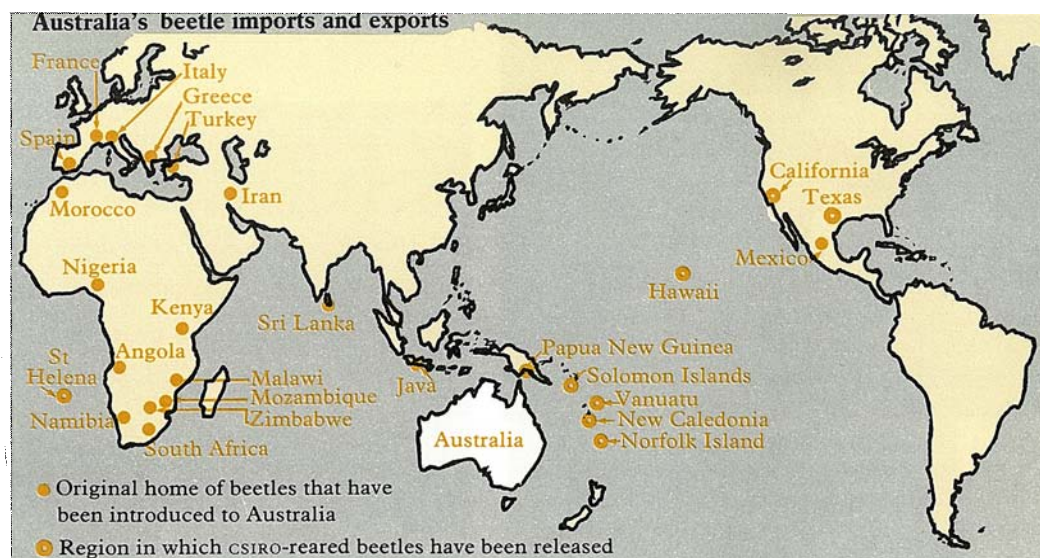 Australia's beetle imports and exports
France
Italy
Greece
Turkey
Spain
Iran
Morocco
Nigeria
Kenya
Angola
St
Helena
Malawi
Mozambique
Zimbabwe
Namibia
South Africa
Sri Lanka
Java
Papua New Guinea
Solomon Islands
Vanuatu
New Caledonia
Norfolk Island
Australia
Hawaii
California
Texas
Mexico
Original home of beetles that have
been introduced to Australia
Region in which CSIRO-reared beetles have been released